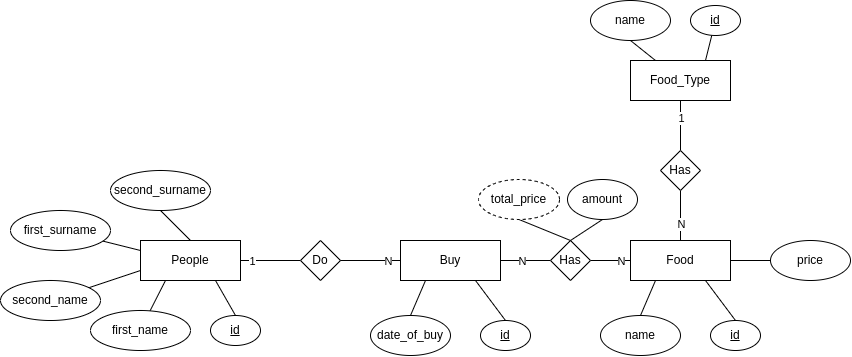 name
id
Food_Type
1
Has
second_surname
total_price
amount
first_surname
N
People
1
Do
N
Buy
N
Has
N
Food
price
second_name
first_name
id
date_of_buy
id
name
id